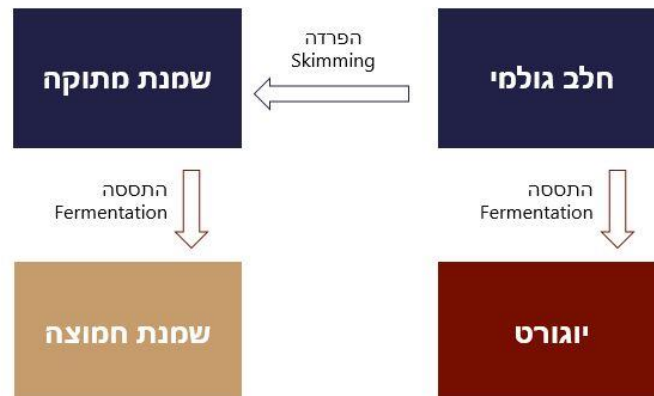 חלב גולמי
הפרדה
Skimming
שמנת מתוקה
התססה
Fermentation
התססה
Fermentation
יוגורט
שמנת חמוצה